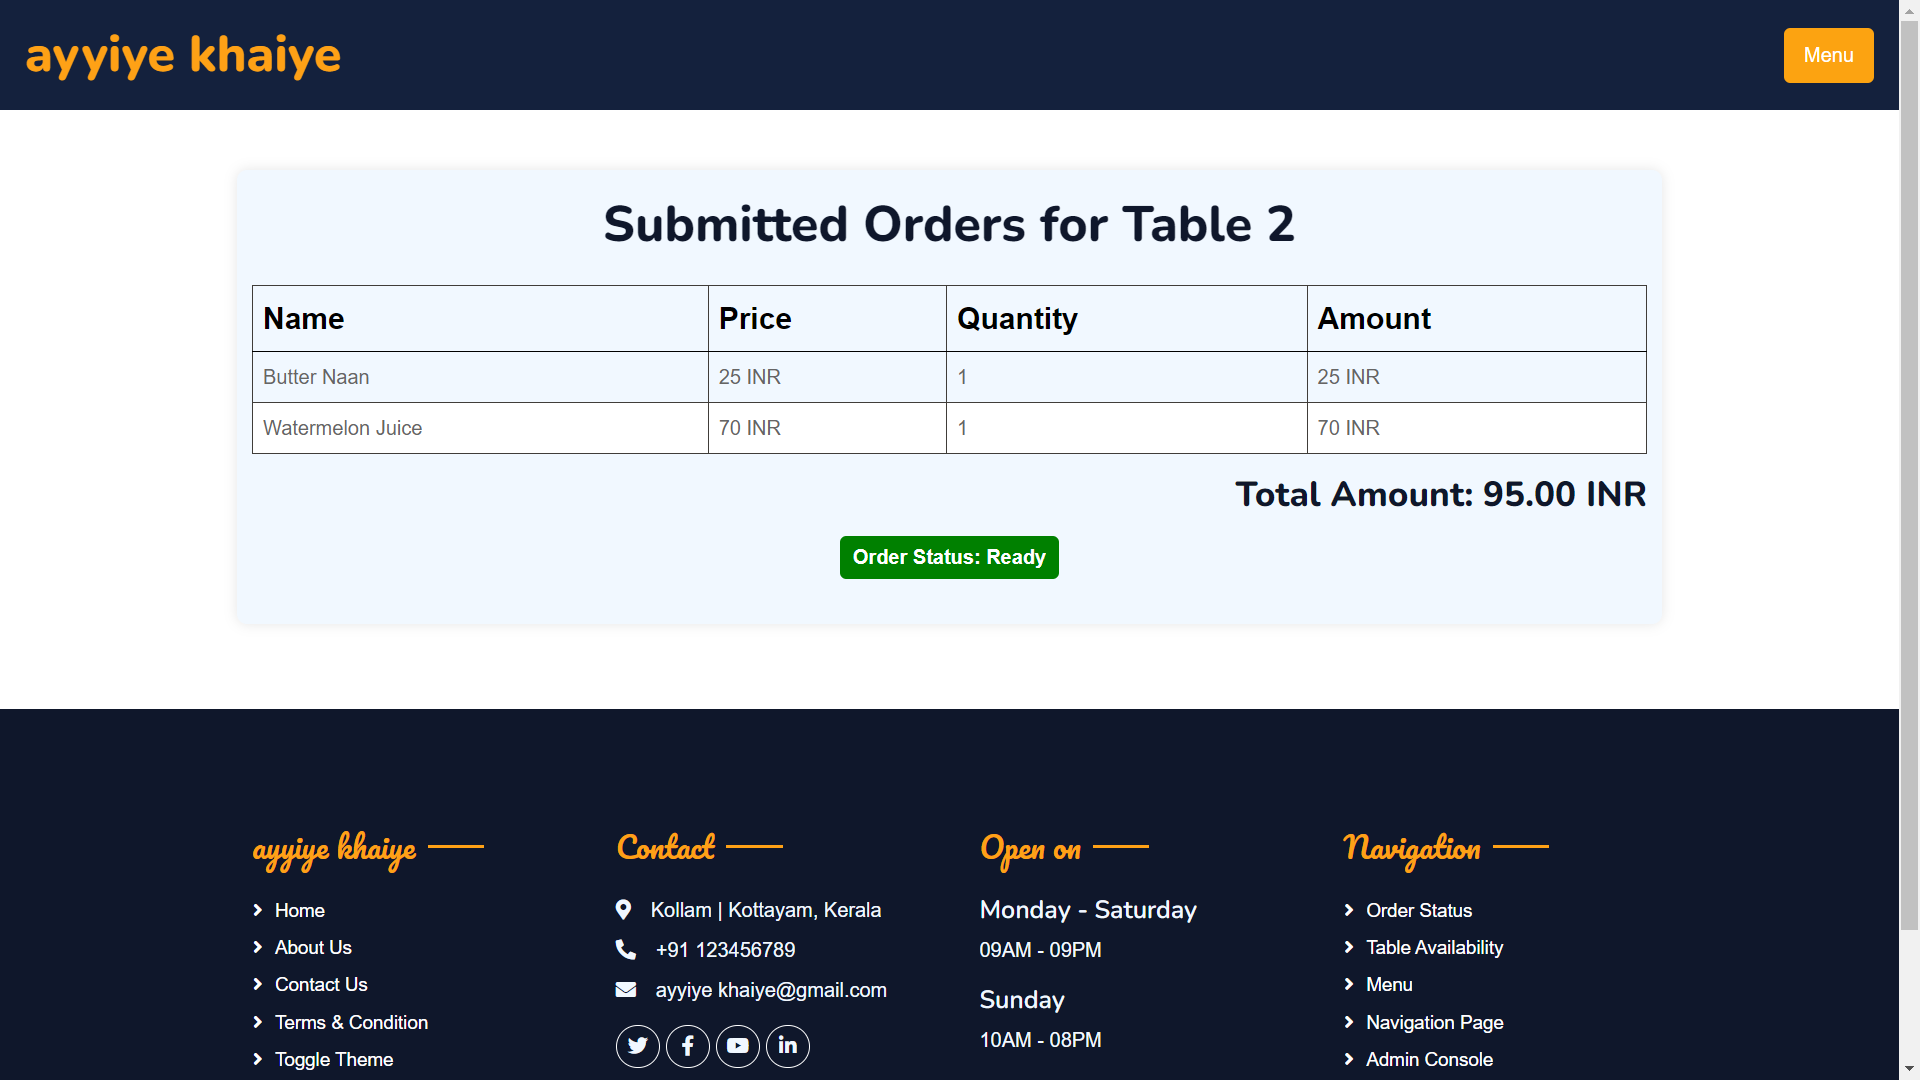 ayyiye khaiye
Menu
Submitted Orders for Table 2
Name Price Quantity Amount
Butter Naan 25 INR 1 25 INR
Watermelon Juice 70 INR 1 70 INR
Total Amount: 95.00 INR
Order Status: Ready
ayyiye khaiye
Home
About Us
Contact Us
Terms & Condition
Toggle Theme
Contact
Kollam | Kottayam, Kerala
+91 123456789
ayyiye khaiye@gmail.com
Open on
Monday - Saturday
09AM - 09PM
Sunday
10AM - 08PM
Navigation
Order Status
Table Availability
Menu
Navigation Page
Admin Console